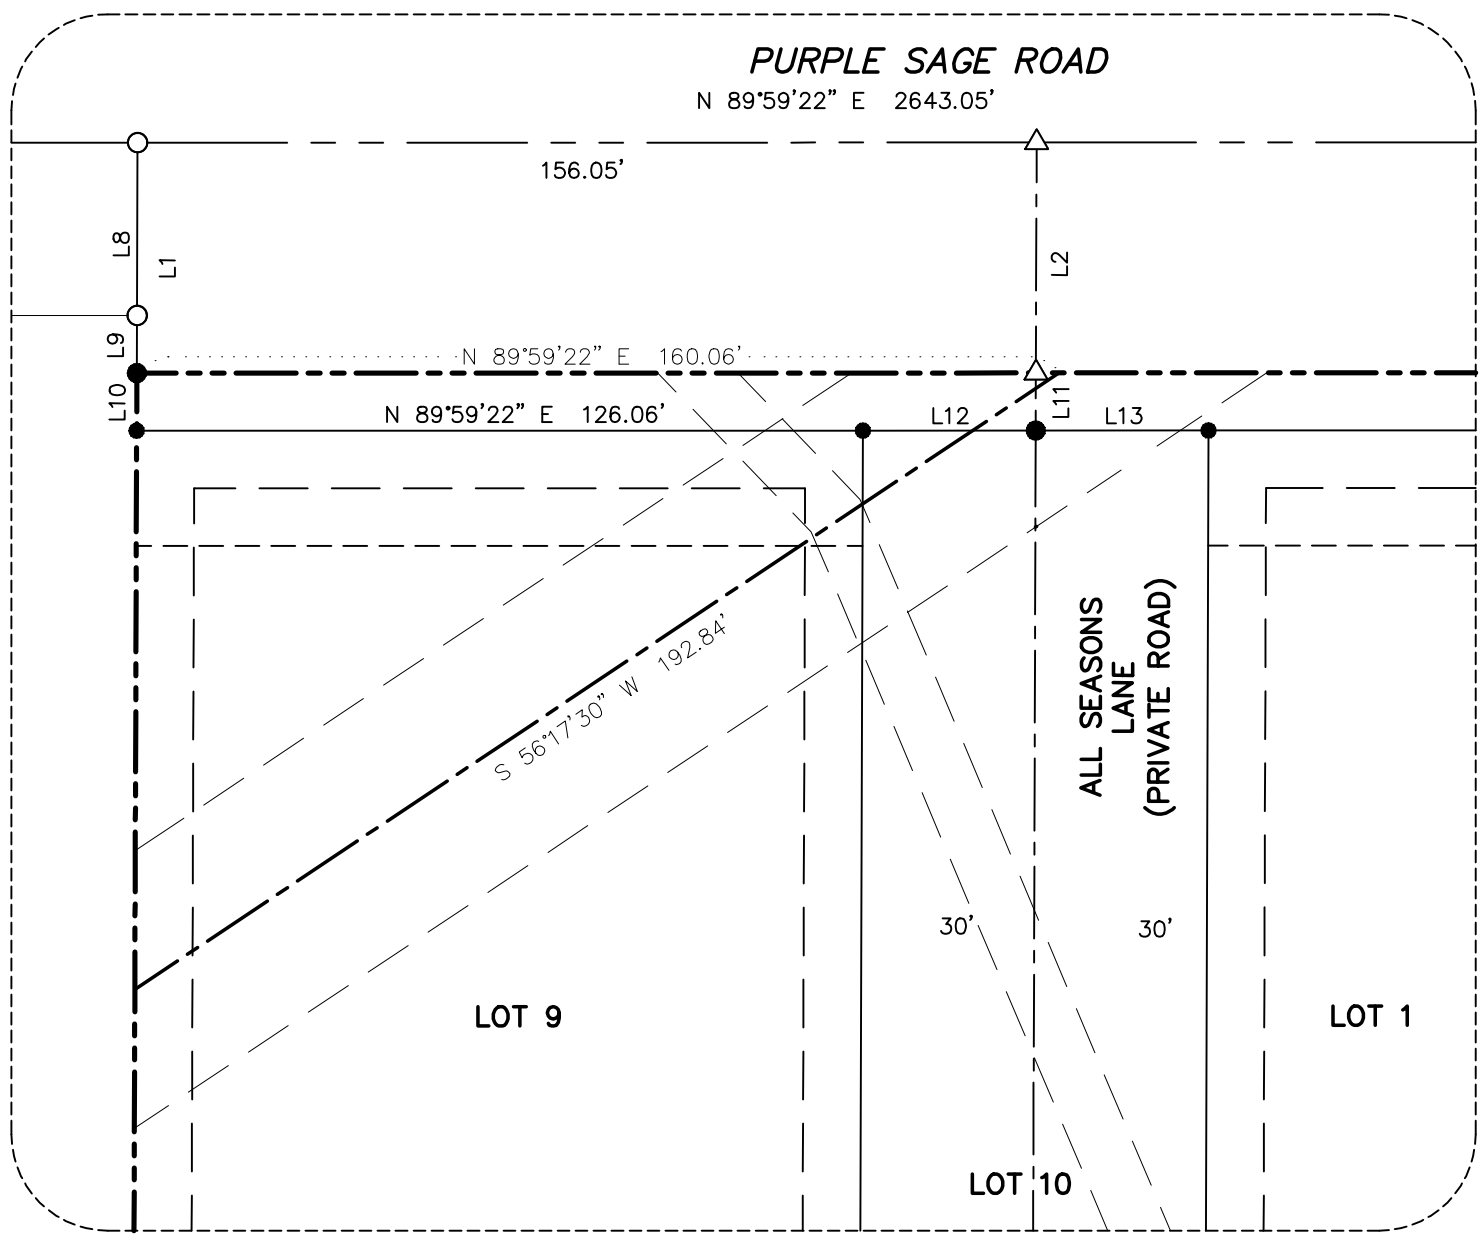 PURPLE SAGE ROAD
N 89°59'22" E 2643.05'
156.05'
L8
L1
L2
L9
N 89°59'22" E 160.06'
L10
N 89°59'22" E 126.06'
L12
L11
L13
S 56°17'30" W 192.84'
ALL SEASONS
LANE
(PRIVATE ROAD)
30'
30'
LOT 9
LOT 1
LOT 10